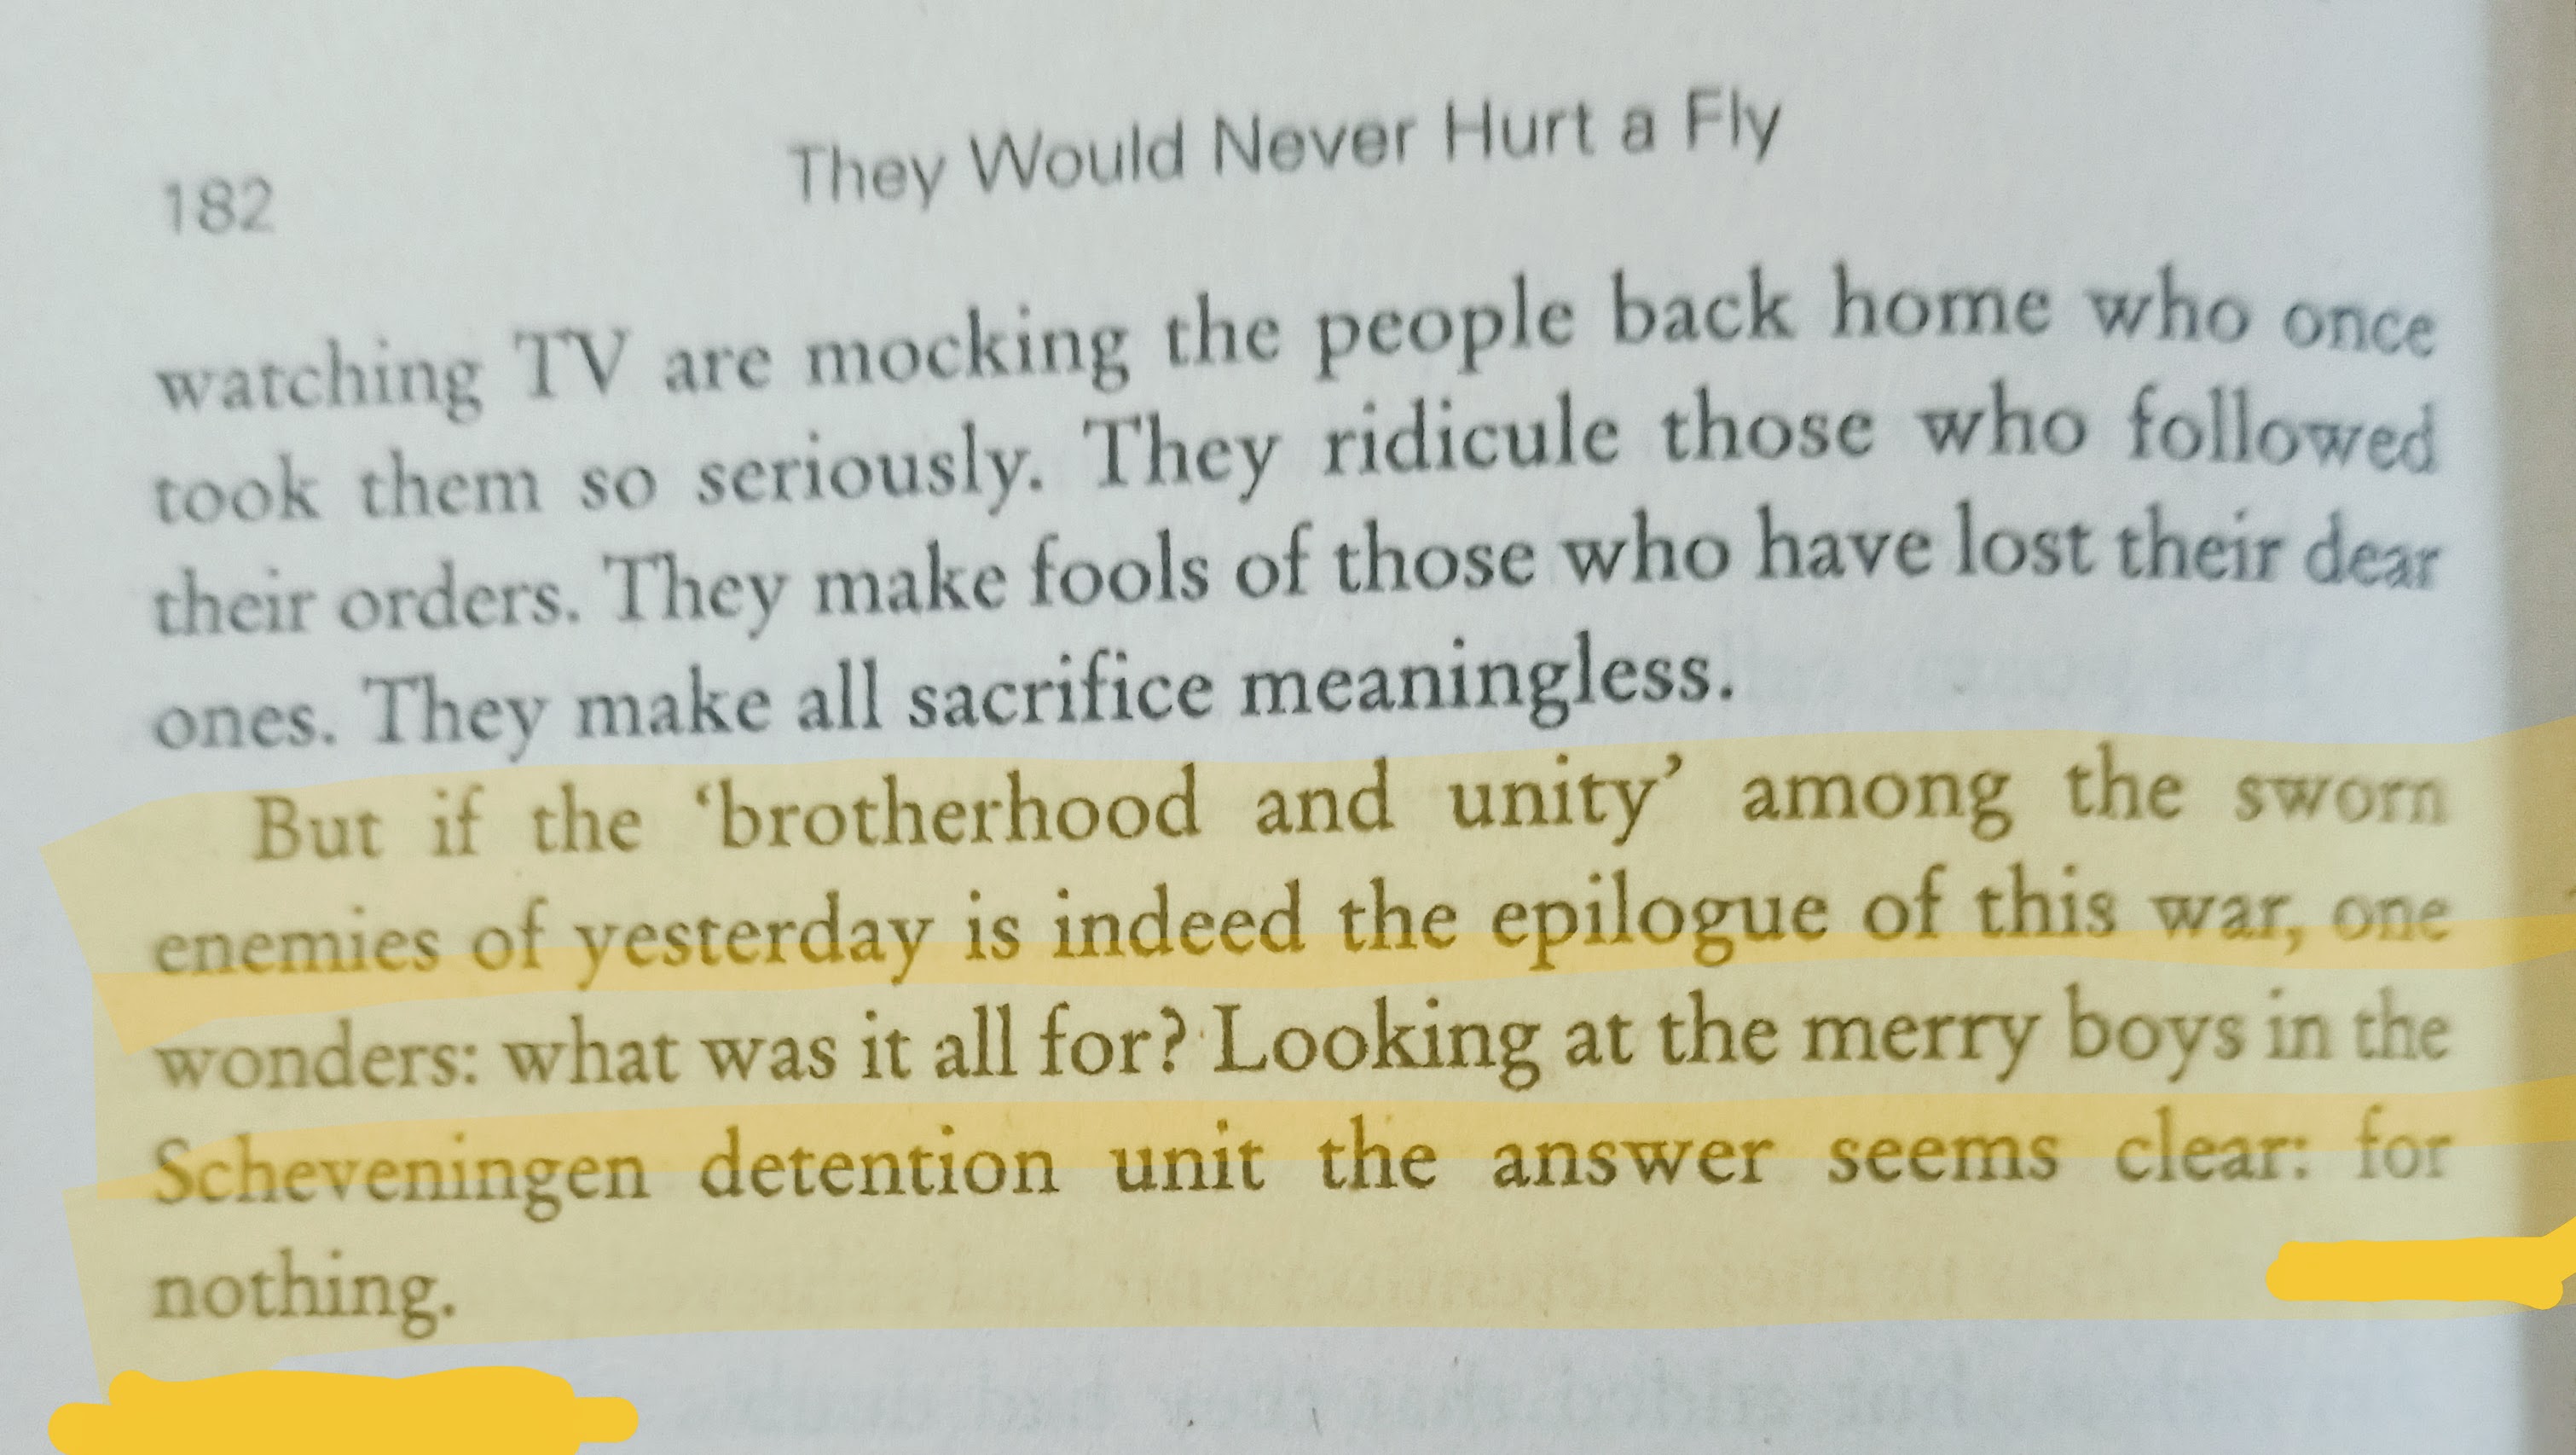 182
They Would Never Hurt a Fly
watching TV are mocking the people back home who once
took them so seriously. They ridicule those who followed
their orders. They make fools of those who have lost their dear
ones. They make all sacrifice meaningless.
But if the ‘brotherhood and unity’ among the sworn
enemies of yesterday is indeed the epilogue of this war, one
wonders: what was it all for? Looking at the merry boys in the
Scheveningen detention unit the answer seems clear: for
nothing.